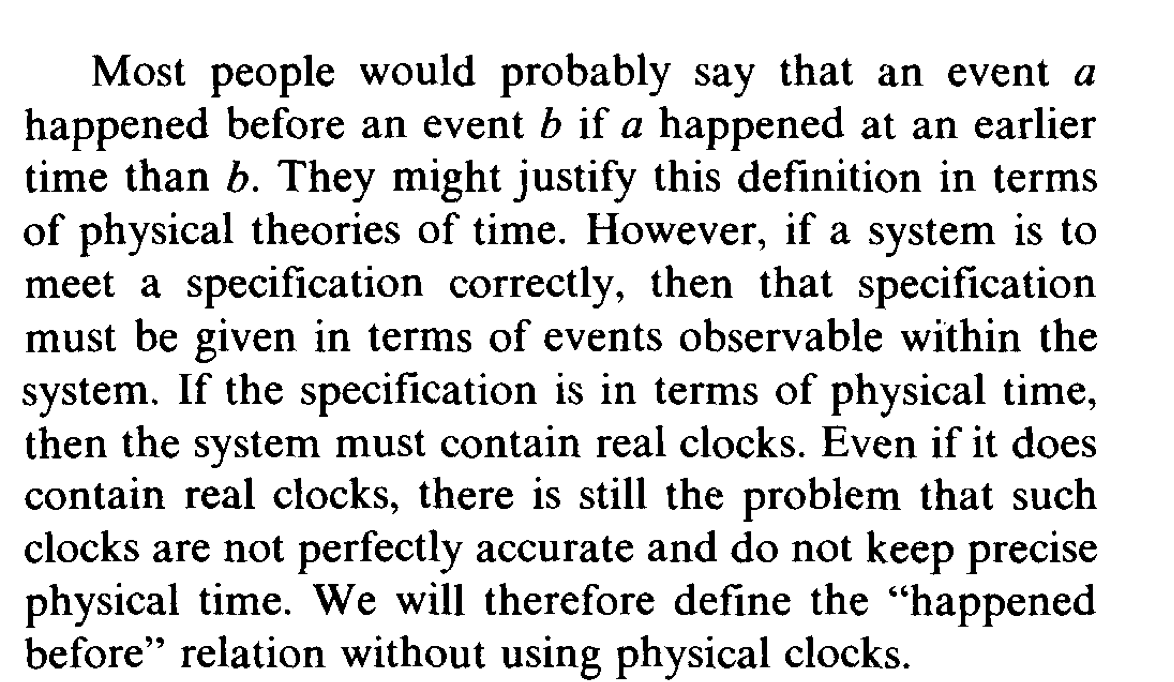 Most people would probably say that an event a
happened before an event b if a happened at an earlier
time than b. They might justify this definition in terms
of physical theories of time. However, if a system is to
meet a specification correctly, then that specification
must be given in terms of events observable within the
system. If the specification is in terms of physical time,
then the system must contain real clocks. Even if it does
contain real clocks, there is still the problem that such
clocks are not perfectly accurate and do not keep precise
physical time. We will therefore define the “happened
before” relation without using physical clocks.